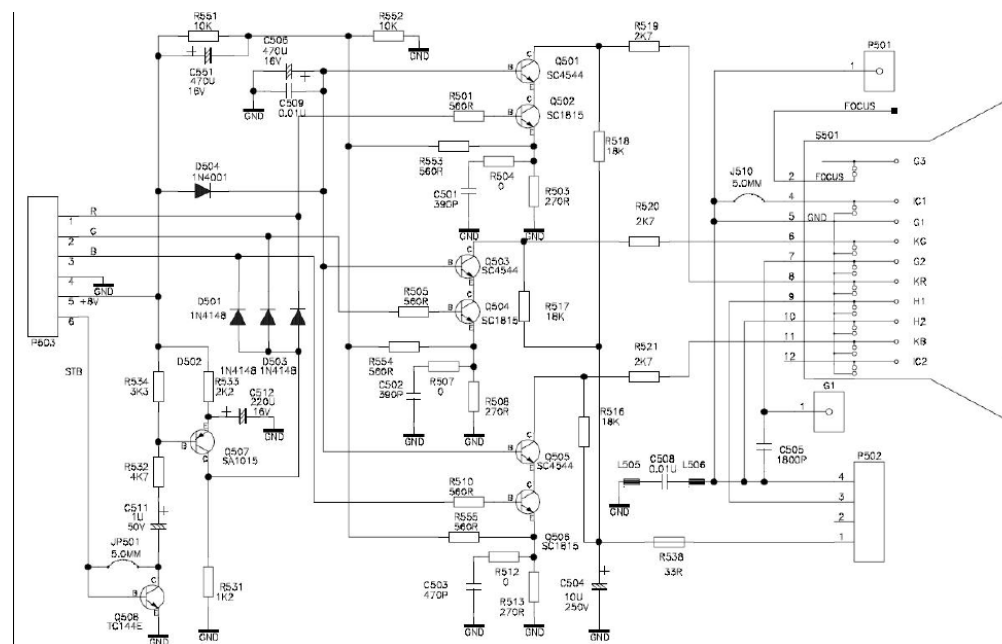 R551
10K
C551
470U
16V
C506
470U
16V
C509
0.01U
GND
R552
10K
GND
Q501
SC4544
Q502
SC1815
R501
560R
R553
560R
R504
0
C501
390P
R503
270R
GND
GND
R519
2K7
R518
18K
P501
1
FOCUS
S501
G3
2
FOCUS
J510
5.0MM
4
IC1
5
GND
G1
6
KG
7
G2
8
KR
9
H1
10
H2
11
KB
12
IC2
D504
1N4001
R
1
G
2
B
3
4
GND
5
+8V
6
P503
STB
D501
1N4148
D502
1N4148
D503
1N4148
Q503
SC4544
Q504
SC1815
R505
560R
R554
560R
R507
0
C502
390P
R508
270R
GND
GND
R520
2K7
R517
18K
R521
2K7
R516
18K
R534
3K3
R533
2K2
C512
220U
16V
GND
Q507
SA1015
R532
4K7
C511
1U
50V
JP501
5.0MM
Q508
TC144E
GND
R531
1K2
GND
Q505
SC4544
Q506
SC1815
R510
560R
R555
560R
R512
0
C503
470P
R513
270R
GND
GND
C504
10U
250V
GND
R538
33R
L505
C508
0.01U
L506
GND
G1
1
C505
1800P
P502
4
3
2
1
B
C
E
B
C
E
B
C
E
B
C
E
B
C
E
B
C
E
B
E
C
B
C
E